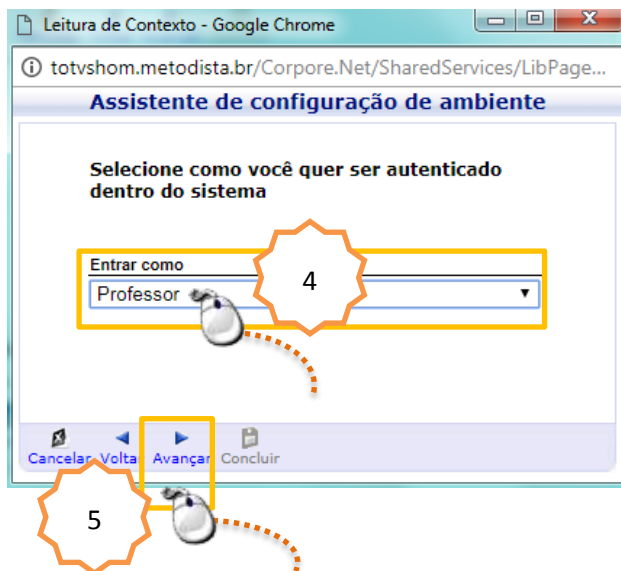 Leitura de Contexto - Google Chrome
totvshom.metodista.br/Corpore.Net/SharedServices/LibPage...
Assistente de configuração de ambiente
Selecione como você quer ser autenticado
dentro do sistema
Entrar como
4
Professor
Cancelar Voltar Avançar Concluir
5